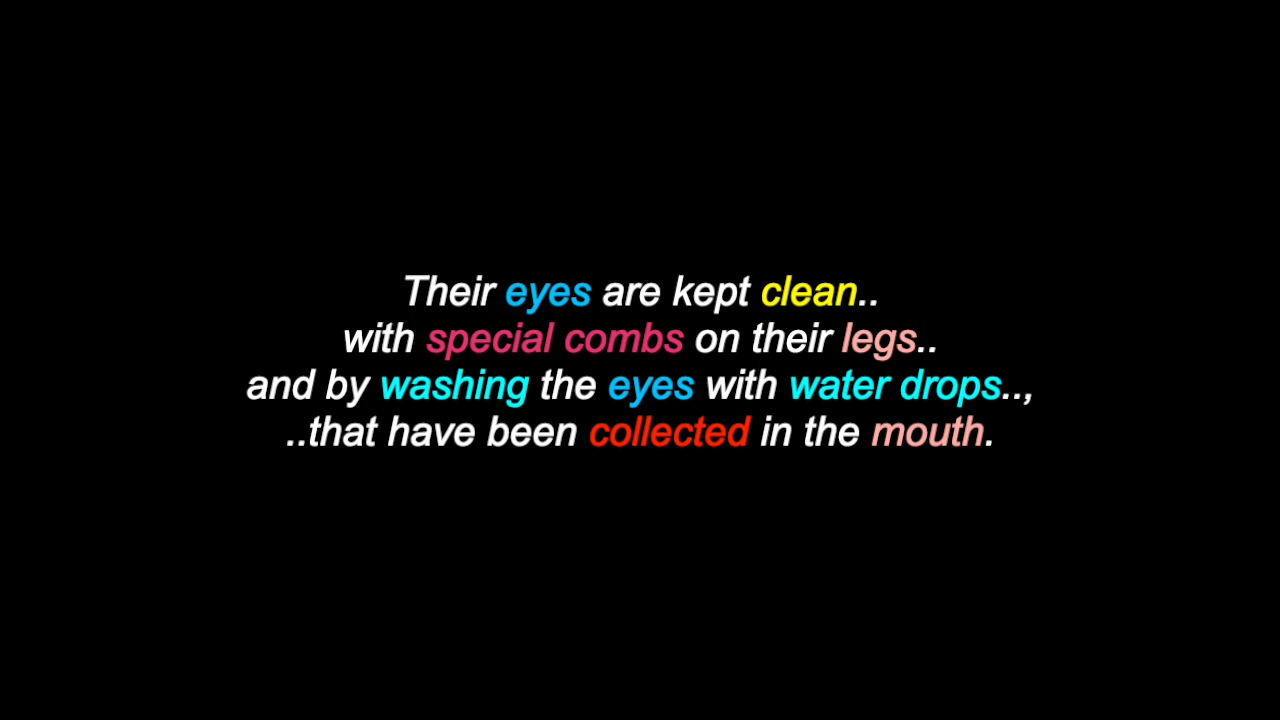 Their eyes are kept clean..
with special combs on their legs..
and by washing the eyes with water drops..,
..that have been collected in the mouth.